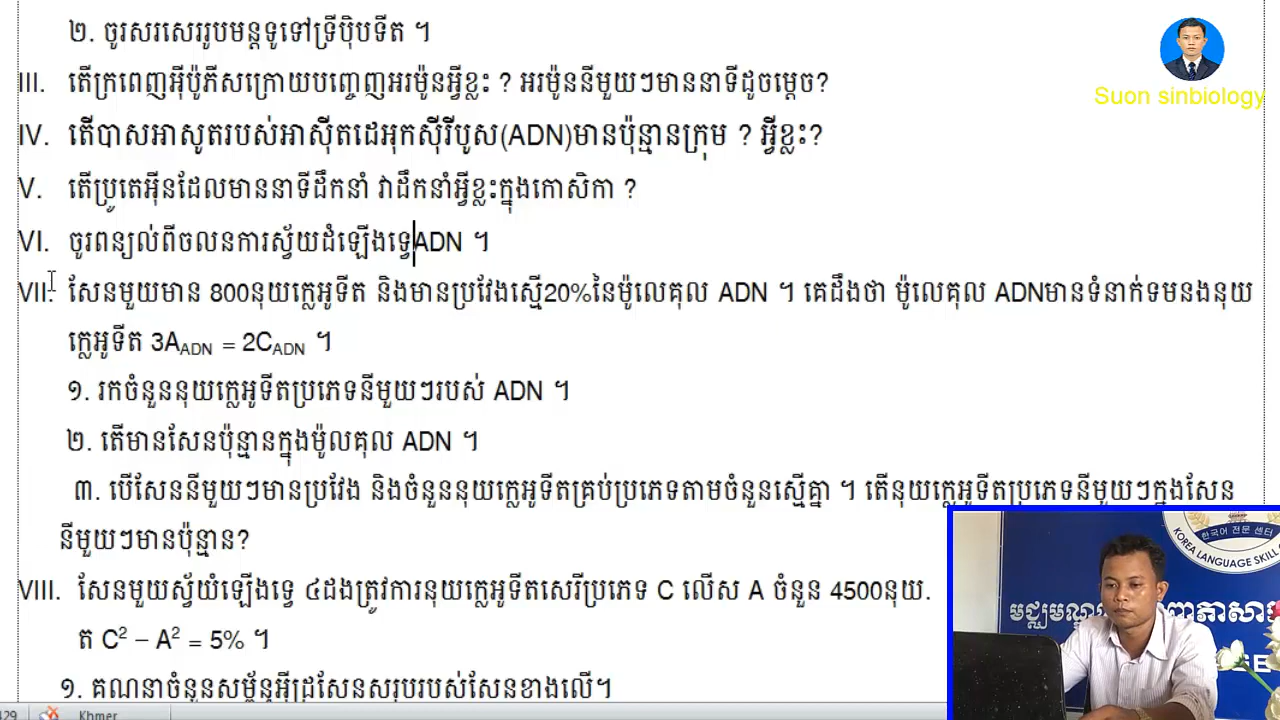 ២. ចូរសរសេររូបមន្តទូទៅទ្រីប៉ិបទីត ។
Suon sinbiology
III. តើក្រពេញអ៊ីប៉ូភីសក្រោយបញ្ចេញអរម៉ូនអ្វីខ្លះ ? អរម៉ូននីមួយៗមាននាទីដូចម្តេច?
IV. តើបាសអាសូតរបស់អាស៊ីតដេអុកស៊ីរីបូស(ADN)មានប៉ុន្មានក្រុម ? អ្វីខ្លះ?
V. តើប្រូតេអ៊ីនដែលមាននាទីដឹកនាំ វាដឹកនាំអ្វីខ្លះក្នុងកោសិកា ?
VI. ចូរពន្យល់ពីចលនការស្វ័យដំឡើងទ្វេADN ។
VII. សែនមួយមាន 800នុយក្លេអូទីត និងមានប្រវែងស្មើ20%នៃម៉ូលេគុល ADN ។ គេដឹងថា ម៉ូលេគុល ADNមានទំនាក់ទមនងនុយ
ក្លេអូទីត 3A_ADN = 2C_ADN ។
១. រកចំនួននុយក្លេអូទីតប្រភេទនីមួយៗរបស់ ADN ។
២. តើមានសែនប៉ុន្មានក្នុងម៉ូលគុល ADN ។
៣. បើសែននីមួយៗមានប្រវែង និងចំនួននុយក្លេអូទីតគ្រប់ប្រភេទតាមចំនួនស្មើគ្នា ។ តើនុយក្លេអូទីតប្រភេទនីមួយៗក្នុងសែន
នីមួយៗមានប៉ុន្មាន?
VIII. សែនមួយស្វ័យំឡើងទ្វេ ៤ដងត្រូវការនុយក្លេអូទីតសេរីប្រភេទ C លើស A ចំនួន 4500នុយ.
ត C² – A² = 5% ។
១. គណនាចំនួនសម្ព័ន្ធអ៊ីដ្រូសែនសរុបរបស់សែនខាងលើ។
한국어 전문 센터
KOREA LANGUAGE SKILL
429
Khmer